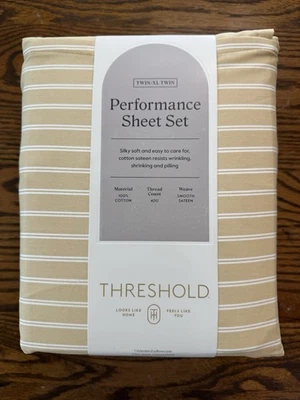 TWIN/XL TWIN
Performance
Sheet Set
Silky soft and easy to care for,
cotton sateen resists wrinkling,
shrinking and pilling
Material Thread Count Weave
100% COTTON 400 SMOOTH SATEEN
THRESHOLD
LOOKS LIKE HOME FEELS LIKE YOU